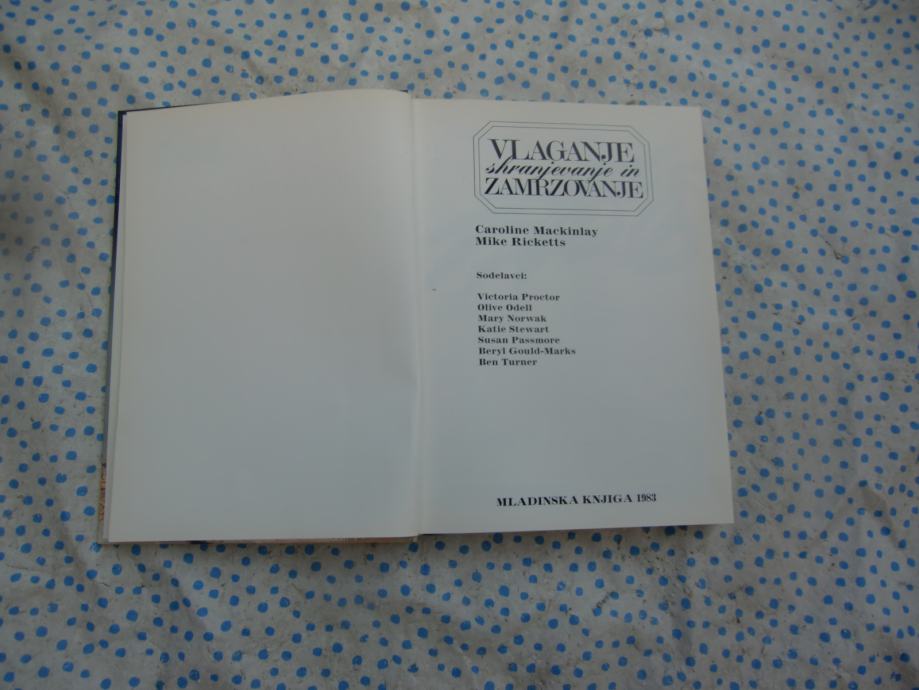 VLAGANJE
shranjevanje in
ZAMRZOVANJE
Caroline Mackinlay
Mike Ricketts
Sodelavci:
Victoria Proctor
Olive Odell
Mary Norwak
Katie Stewart
Susan Passmore
Beryl Gould-Marks
Ben Turner
MLADINSKA KNJIGA 1983